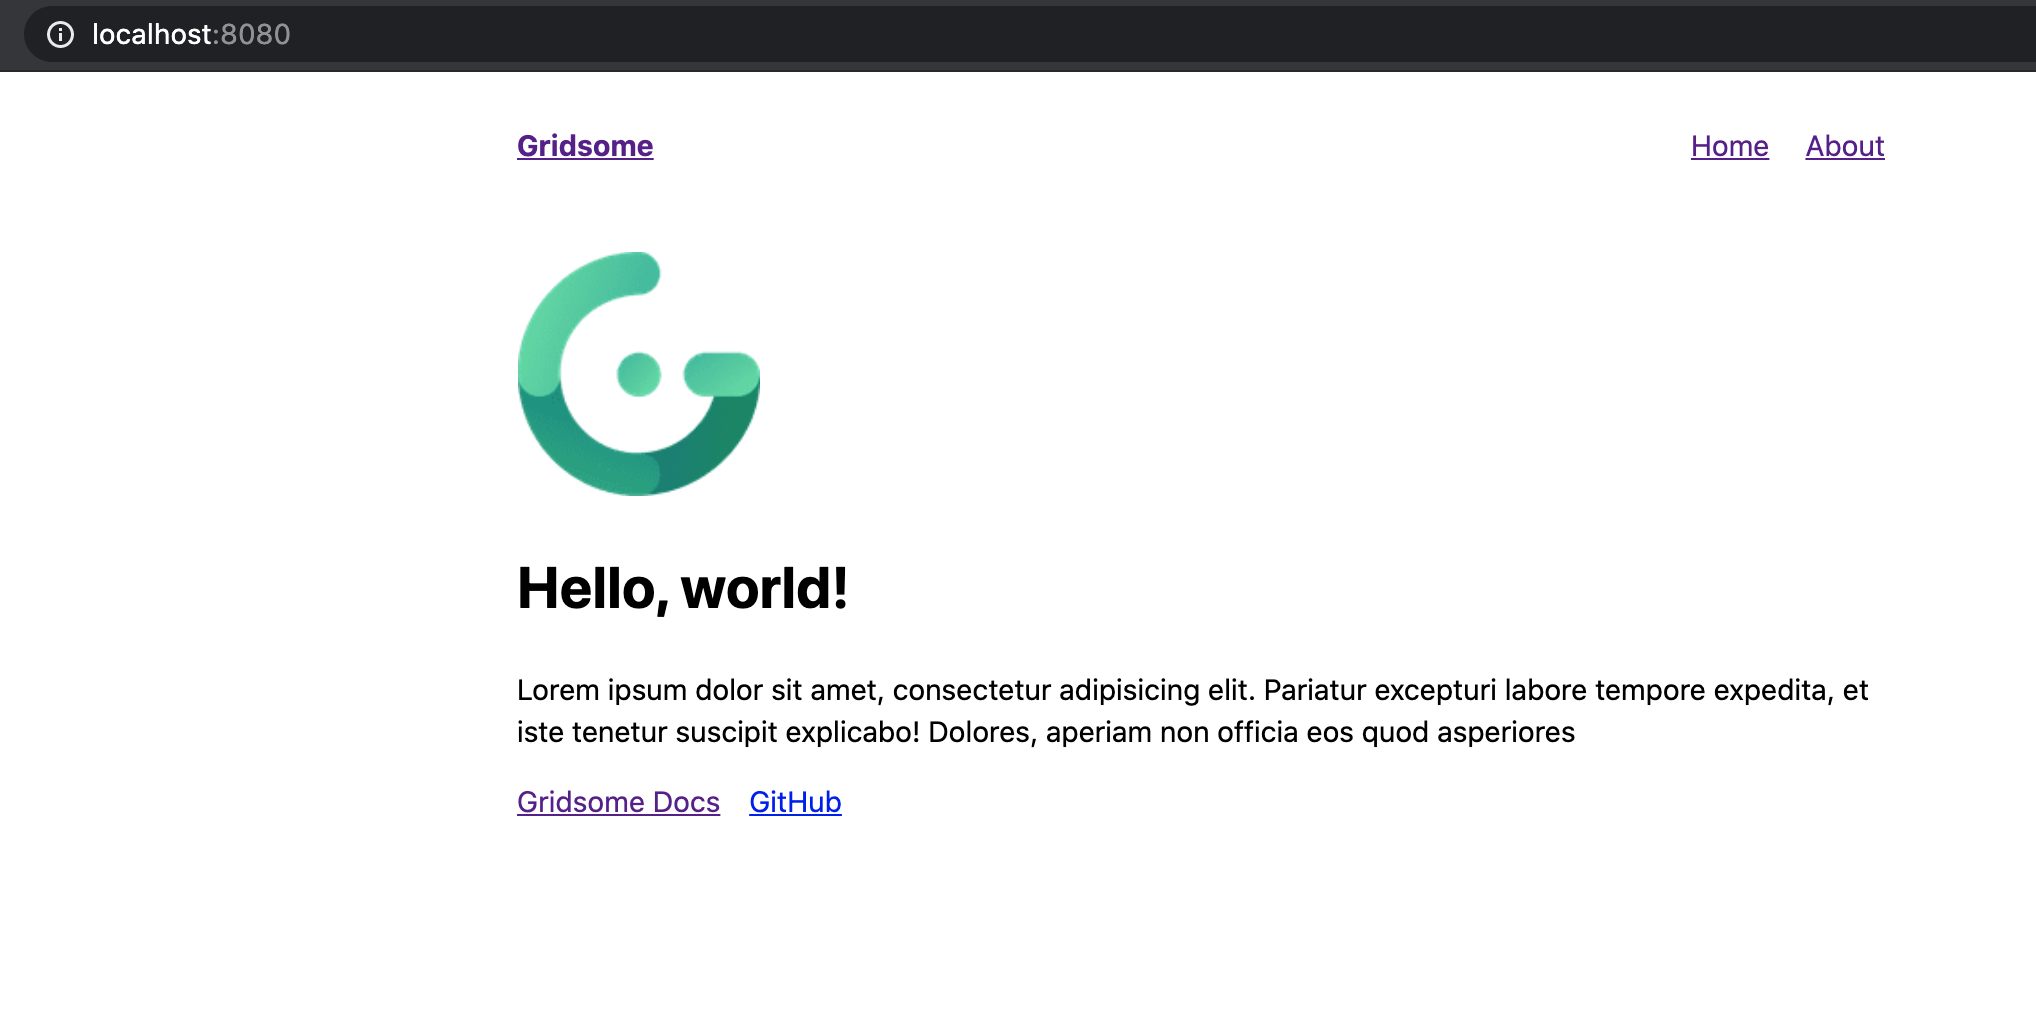 localhost:8080
Gridsome
Home About
Hello, world!
Lorem ipsum dolor sit amet, consectetur adipisicing elit. Pariatur excepturi labore tempore expedita, et
iste tenetur suscipit explicabo! Dolores, aperiam non officia eos quod asperiores
Gridsome Docs GitHub